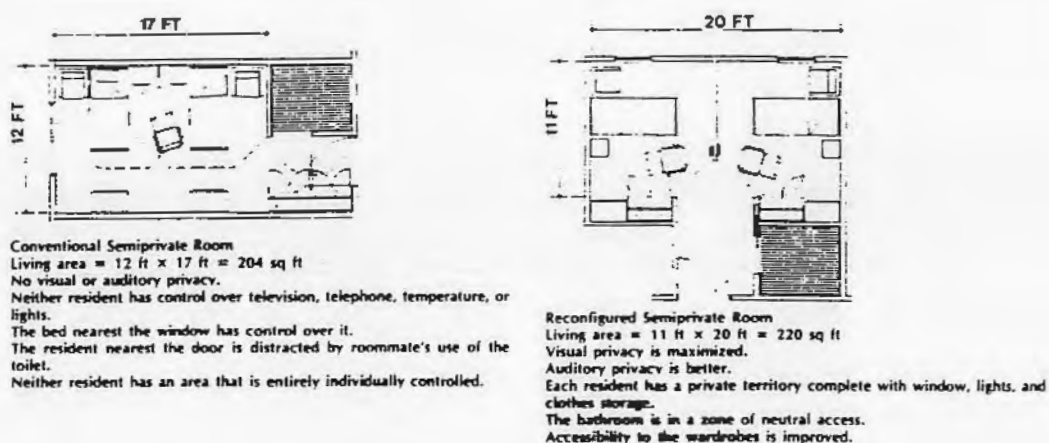 17 FT
12 FT
Conventional Semiprivate Room
Living area = 12 ft × 17 ft = 204 sq ft
No visual or auditory privacy.
Neither resident has control over television, telephone, temperature, or
lights.
The bed nearest the window has control over it.
The resident nearest the door is distracted by roommate's use of the
toilet.
Neither resident has an area that is entirely individually controlled.
20 FT
11 FT
Reconfigured Semiprivate Room
Living area = 11 ft × 20 ft = 220 sq ft
Visual privacy is maximized.
Auditory privacy is better.
Each resident has a private territory complete with window, lights, and
clothes storage.
The bathroom is in a zone of neutral access.
Accessibility to the wardrobes is improved.